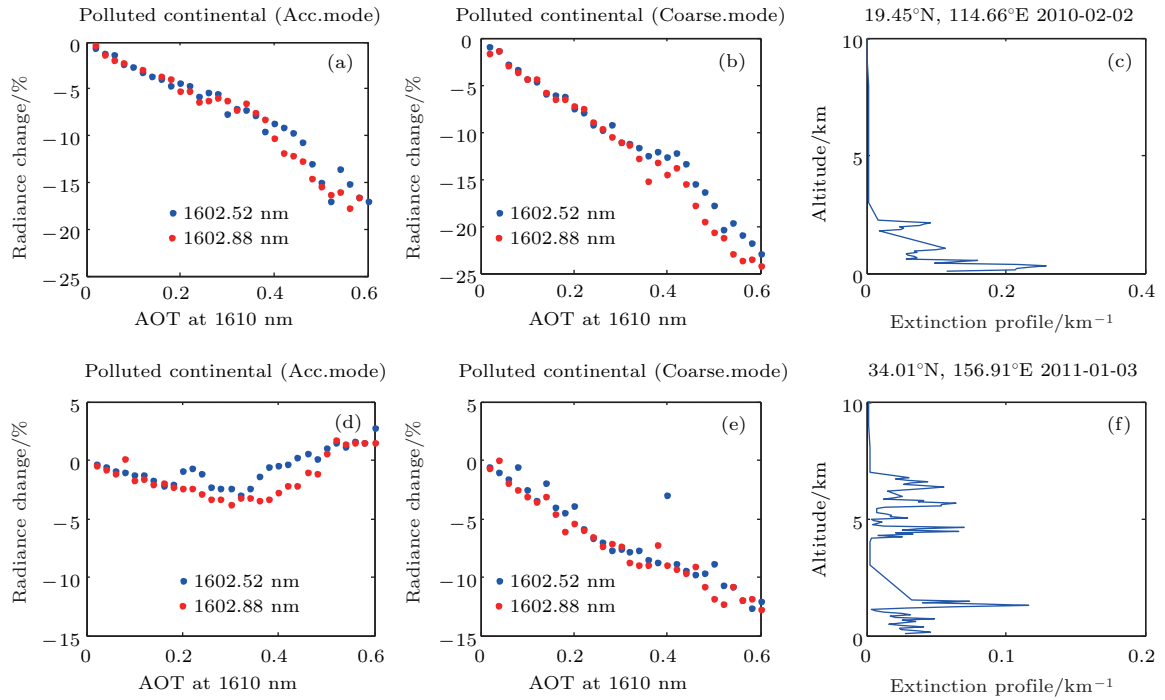 Polluted continental (Acc.mode)
0
−5
−10
−15
−20
−25
Radiance change/%
(a)
1602.52 nm
1602.88 nm
0
0.2
0.4
0.6
AOT at 1610 nm
Polluted continental (Coarse.mode)
0
−5
−10
−15
−20
−25
Radiance change/%
(b)
1602.52 nm
1602.88 nm
0
0.2
0.4
0.6
AOT at 1610 nm
19.45°N, 114.66°E 2010-02-02
10
5
0
Altitude/km
(c)
0
0.2
0.4
Extinction profile/km⁻¹
Polluted continental (Acc.mode)
5
0
−5
−10
−15
Radiance change/%
(d)
1602.52 nm
1602.88 nm
0
0.2
0.4
0.6
AOT at 1610 nm
Polluted continental (Coarse.mode)
5
0
−5
−10
−15
Radiance change/%
(e)
1602.52 nm
1602.88 nm
0
0.2
0.4
0.6
AOT at 1610 nm
34.01°N, 156.91°E 2011-01-03
10
5
0
Altitude/km
(f)
0
0.1
0.2
Extinction profile/km⁻¹